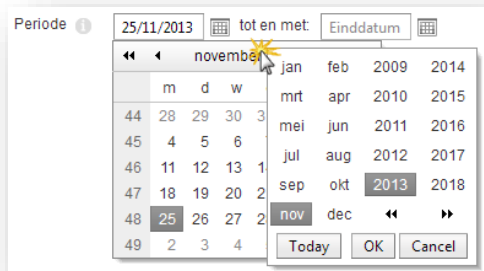 Periode 25/11/2013 tot en met: Einddatum
november
m d w
44 28 29 30
45 4 5 6
46 11 12 13
47 18 19 20
48 25 26 27
49 2 3 4
jan feb 2009 2014
mrt apr 2010 2015
mei jun 2011 2016
jul aug 2012 2017
sep okt 2013 2018
nov dec
Today OK Cancel